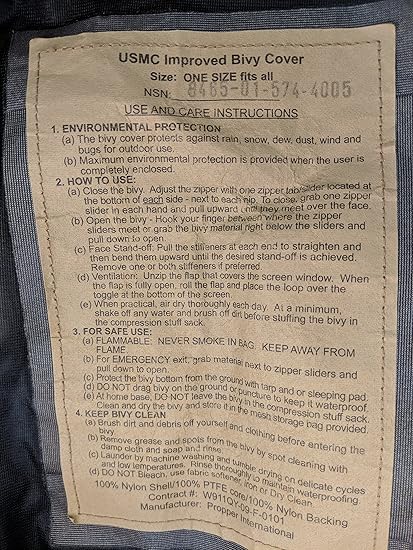 USMC Improved Bivy Cover
Size: ONE SIZE fits all
NSN: 8465-01-574-4005
USE AND CARE INSTRUCTIONS
1. ENVIRONMENTAL PROTECTION
(a) The bivy cover protects against rain, snow, dew, dust, wind and
bugs for outdoor use.
(b) Maximum environmental protection is provided when the user is
completely enclosed.
2. HOW TO USE:
(a) Close the bivy. Adjust the zipper with one zipper tab/slider located at
the bottom of each side - next to each hip. To close, grab one zipper
slider in each hand and pull upward until they meet over the face.
(b) Open the bivy - Hook your finger between where the zipper
sliders meet or grab the bivy material right below the sliders and
pull down to open.
(c) Face Stand-off: Pull the stiffeners at each end to straighten and
then bend them upward until the desired stand-off is achieved.
Remove one or both stiffeners if preferred.
(d) Ventilation: Unzip the flap that covers the screen window. When
the flap is fully open, roll the flap and place the loop over the
toggle at the bottom of the screen.
(e) When practical, air dry thoroughly each day. At a minimum,
shake off any water and brush off dirt before stuffing the bivy in
the compression stuff sack.
3. FOR SAFE USE:
(a) FLAMMABLE: NEVER SMOKE IN BAG. KEEP AWAY FROM
FLAME.
(b) For EMERGENCY exit, grab material next to zipper sliders and
pull down to open.
(c) Protect the bivy bottom from the ground with tarp and or sleeping pad.
(d) DO NOT drag bivy on the ground or puncture to keep it waterproof.
(e) At home base, DO NOT leave the bivy in the compression stuff sack.
Clean and dry the bivy and store it in the mesh storage bag provided.
4. KEEP BIVY CLEAN
(a) Brush dirt and debris off yourself and clothing before entering the
bivy.
(b) Remove grease and spots from the bivy by spot cleaning with
damp cloth and soap and rinse.
(c) Launder by machine washing and tumble drying on delicate cycles
and low temperatures. Rinse thoroughly to maintain waterproofing.
(d) DO NOT Bleach, use fabric softener, iron or Dry Clean
100% Nylon Shell/100% PTFE core/100% Nylon Backing
Contract #: W911QY-09-F-0101
Manufacturer: Propper International